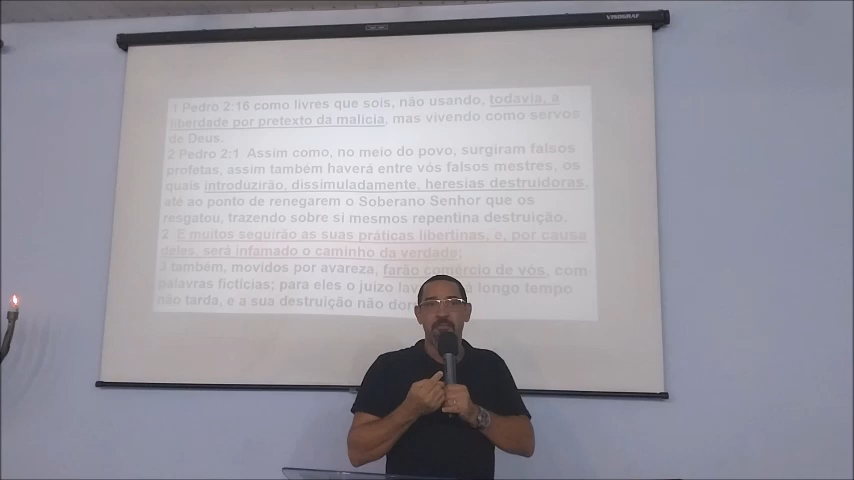 VISOGRAF
1 Pedro 2:16 como livres que sois, não usando, todavia, a
liberdade por pretexto da malícia, mas vivendo como servos
de Deus.
2 Pedro 2:1 Assim como, no meio do povo, surgiram falsos
profetas, assim também haverá entre vós falsos mestres, os
quais introduzirão, dissimuladamente, heresias destruidoras,
até ao ponto de renegarem o Soberano Senhor que os
resgatou, trazendo sobre si mesmos repentina destruição.
2 E muitos seguirão as suas práticas libertinas, e, por causa
deles, será infamado o caminho da verdade;
3 também, movidos por avareza, farão comércio de vós, com
palavras fictícias; para eles o juízo longo tempo
não tarda, e a sua destruição não